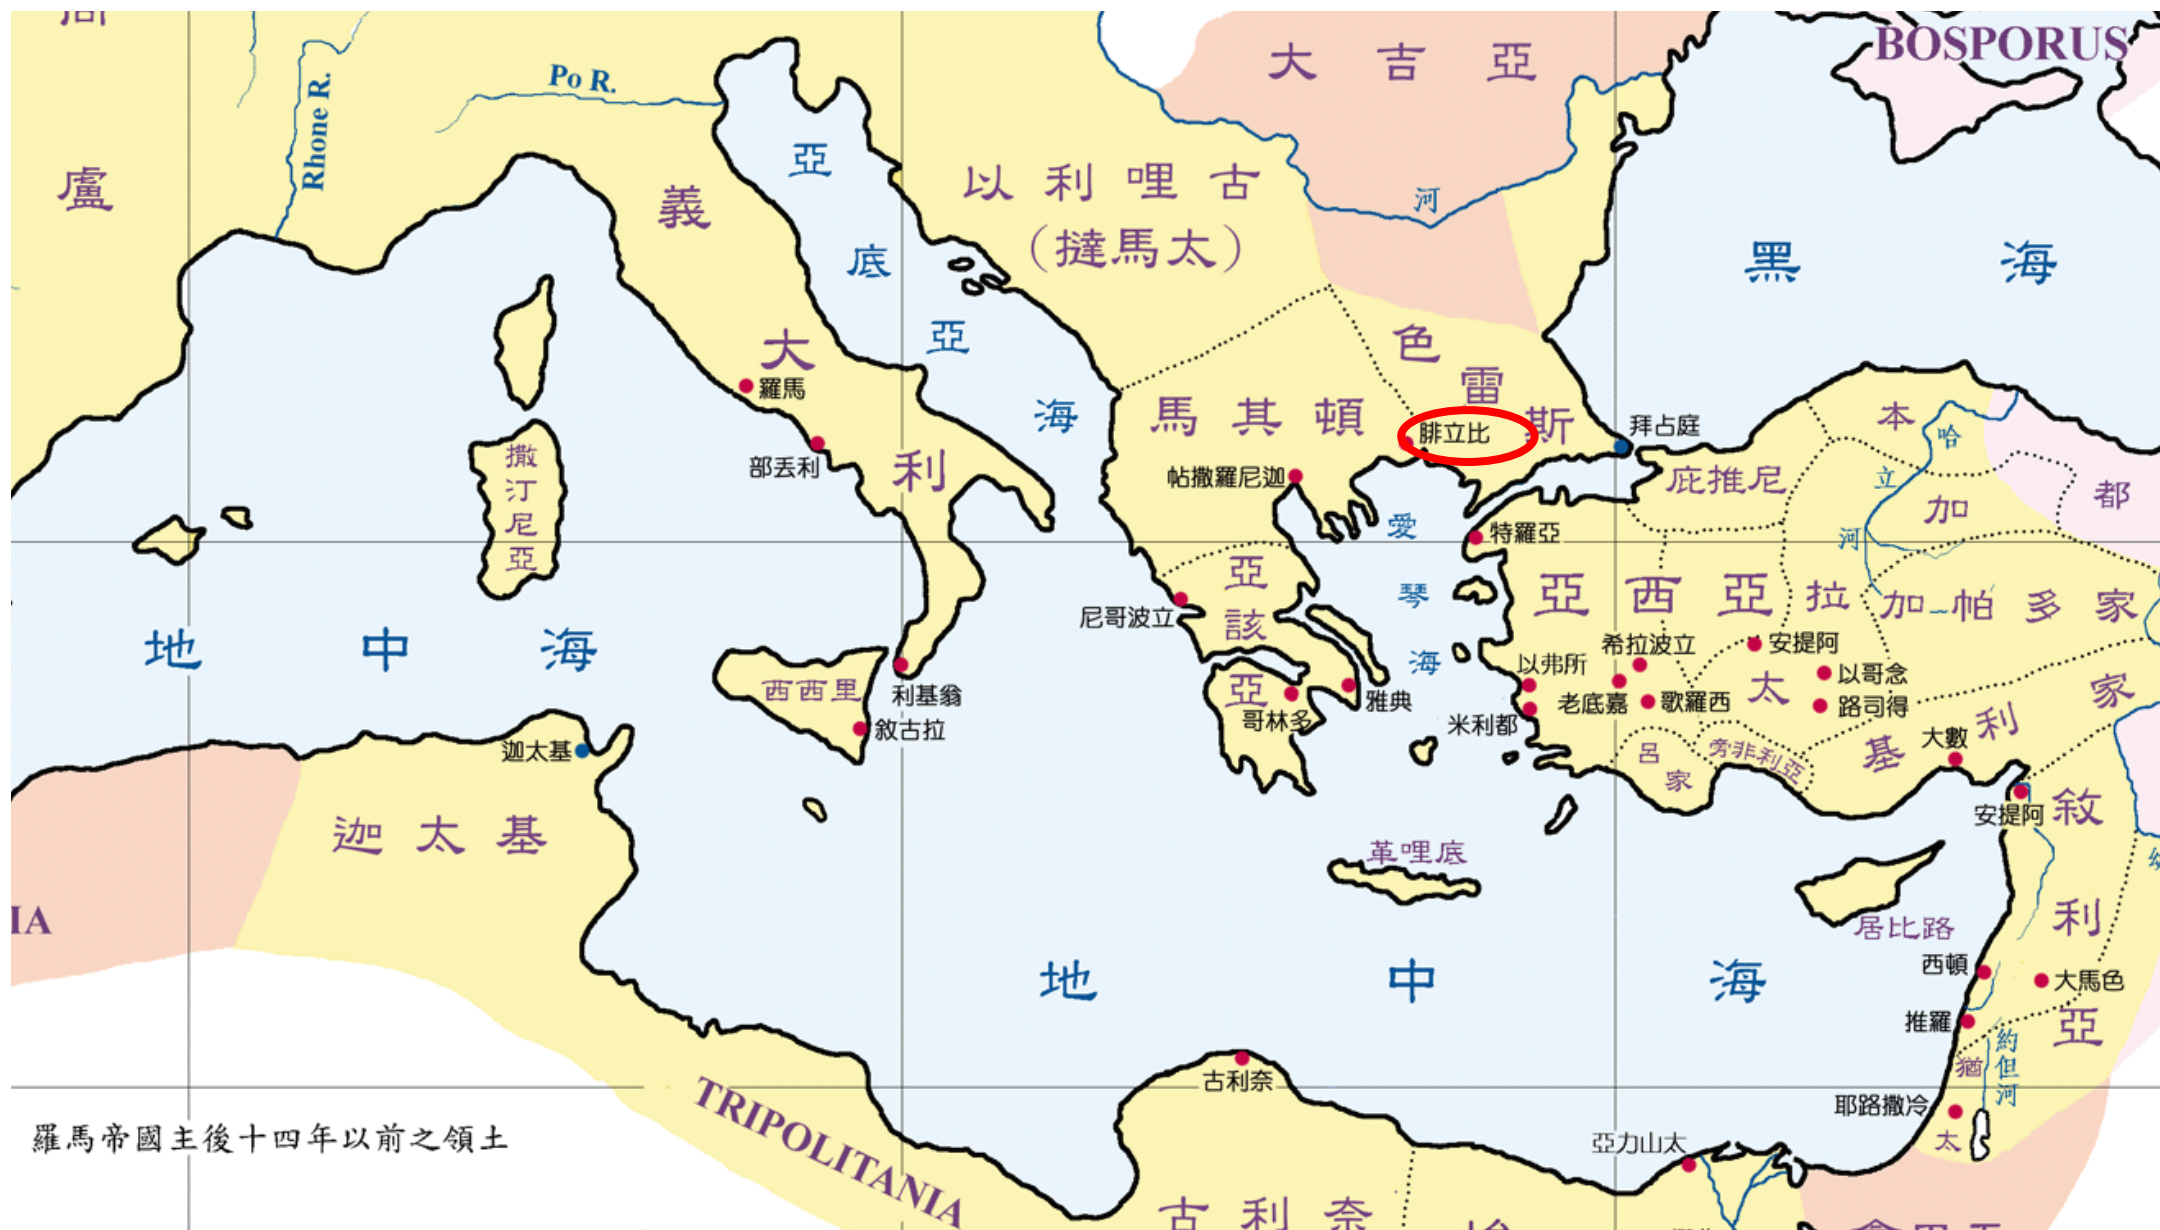 高
BOSPORUS
大吉亞
Po R.
Rhone R.
盧
亞底亞海
以利哩古
(撻馬太)
河
義大利
黑海
色雷斯
羅馬
馬其頓
腓立比
拜占庭
本
哈立河
部丟利
帖撒羅尼迦
庇推尼
加拉太
都
撒汀尼亞
愛琴海
特羅亞
亞西亞
加帕多家
亞該亞
尼哥波立
地中海
希拉波立
安提阿
以弗所
以哥念
西西里
利基翁
老底嘉
歌羅西
路司得
家
雅典
哥林多
米利都
敘古拉
迦太基
呂家
旁非利亞
基利家
大數
安提阿
敘利亞
迦太基
革哩底
IA
居比路
西頓
大馬色
地中海
推羅
約但河
猶太
古利奈
TRIPOLITANIA
耶路撒冷
羅馬帝國主後十四年以前之領土
亞力山太
古利奈